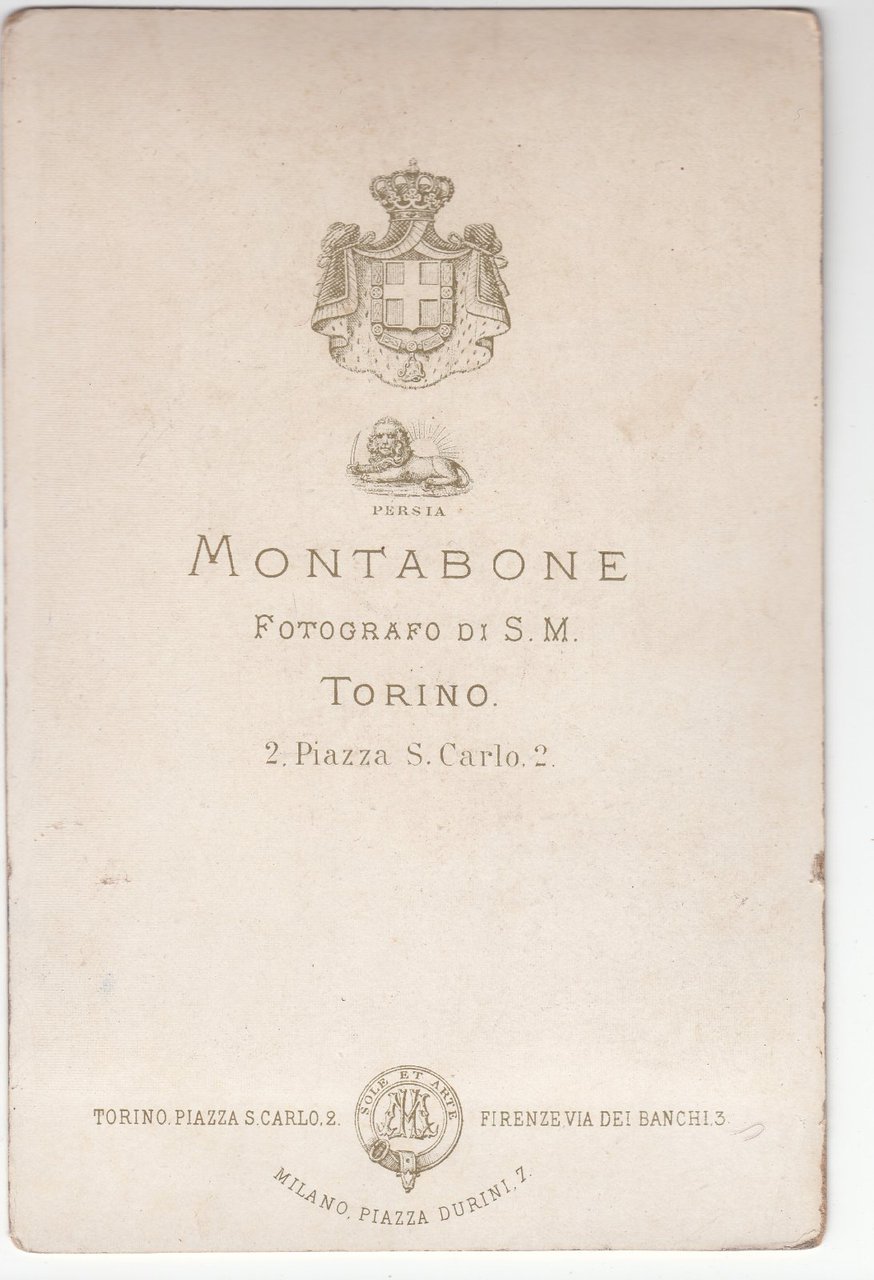 PERSIA
MONTABONE
FOTOGRAFO DI S. M.
TORINO.
2, Piazza S. Carlo, 2.
SOLE ET ARTE
TORINO, PIAZZA S. CARLO, 2.
FIRENZE VIA DEI BANCHI, 3.
MILANO, PIAZZA DURINI, 7.